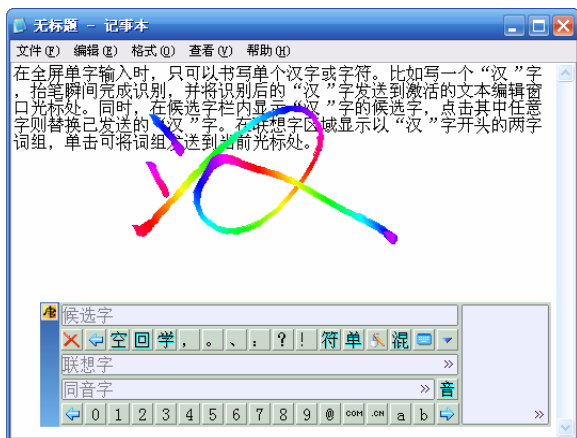 无标题 - 记事本
文件(F) 编辑(E) 格式(O) 查看(V) 帮助(H)
在全屏单字输入时，只可以书写单个汉字或字符。比如写一个“汉”字
，抬笔瞬间完成识别，并将识别后的“汉”字发送到激活的文本编辑窗
口光标处。同时，在候选字栏内显示“汉”字的候选字，点击其中任意
字则替换已发送的“汉”字。在联想字区域显示以“汉”字开头的两字
词组，单击可将词组发送到当前光标处。
候选字
空 回 学 ， 。 、 ： ？ ！ 符 单 混
联想字 »
同音字 » 音
0 1 2 3 4 5 6 7 8 9 @ COM .CN a b »